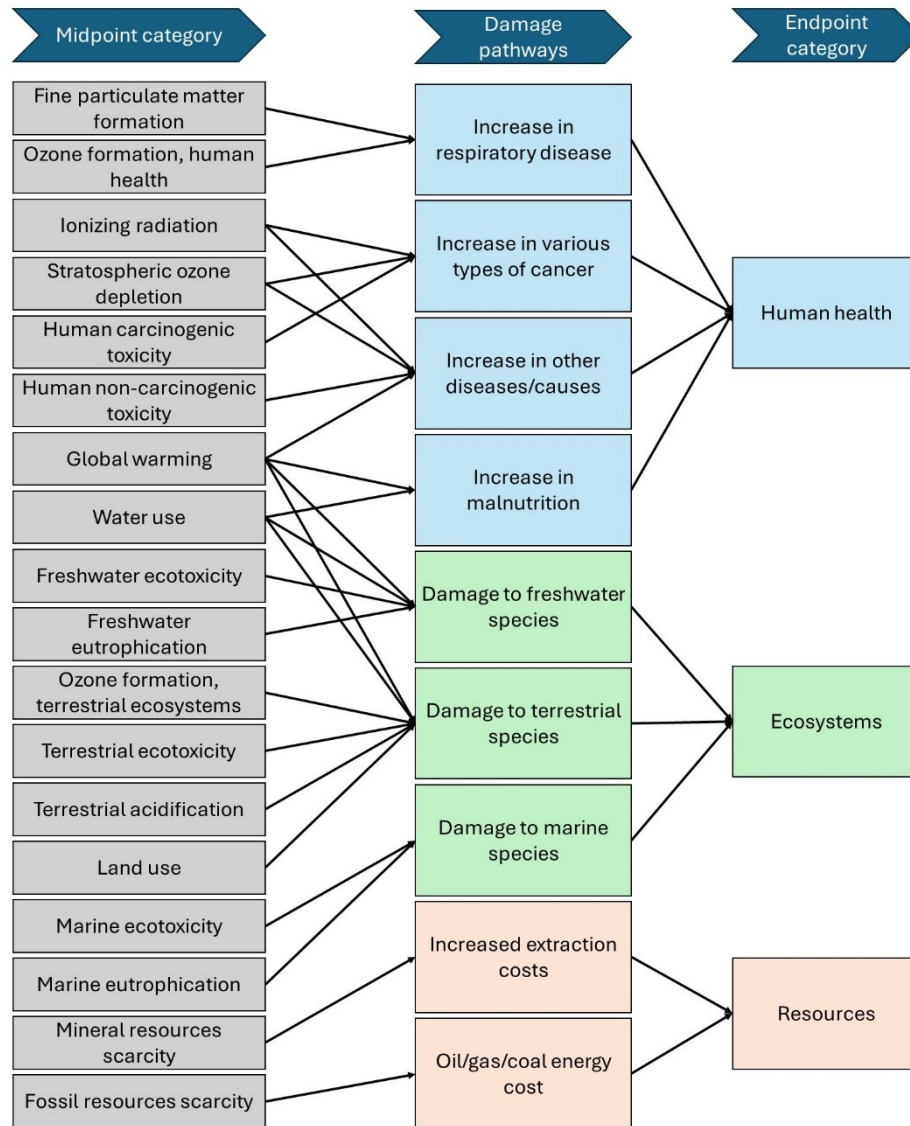 Midpoint category
Damage
pathways
Endpoint
category
Fine particulate matter
formation
Ozone formation, human
health
Ionizing radiation
Stratospheric ozone
depletion
Human carcinogenic
toxicity
Human non-carcinogenic
toxicity
Global warming
Water use
Freshwater ecotoxicity
Freshwater
eutrophication
Ozone formation,
terrestrial ecosystems
Terrestrial ecotoxicity
Terrestrial acidification
Land use
Marine ecotoxicity
Marine eutrophication
Mineral resources
scarcity
Fossil resources scarcity
Increase in
respiratory disease
Increase in various
types of cancer
Increase in other
diseases/causes
Increase in
malnutrition
Damage to freshwater
species
Damage to terrestrial
species
Damage to marine
species
Increased extraction
costs
Oil/gas/coal energy
cost
Human health
Ecosystems
Resources